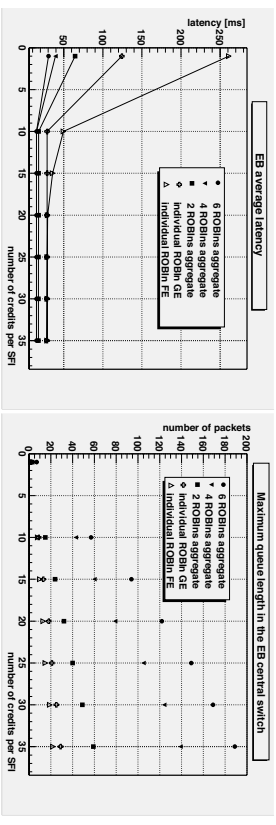 EB average latency
latency [ms]
250
200
150
100
50
6 ROBIns aggregate
4 ROBIns aggregate
2 ROBIns aggregate
individual ROBIn GE
individual ROBIn FE
0 5 10 15 20 25 30 35
number of credits per SFI
Maximum queue length in the EB central switch
number of packets
200
180
160
140
120
100
80
60
40
20
0
6 ROBIns aggregate
4 ROBIns aggregate
2 ROBIns aggregate
individual ROBIn GE
individual ROBIn FE
0 5 10 15 20 25 30 35
number of credits per SFI